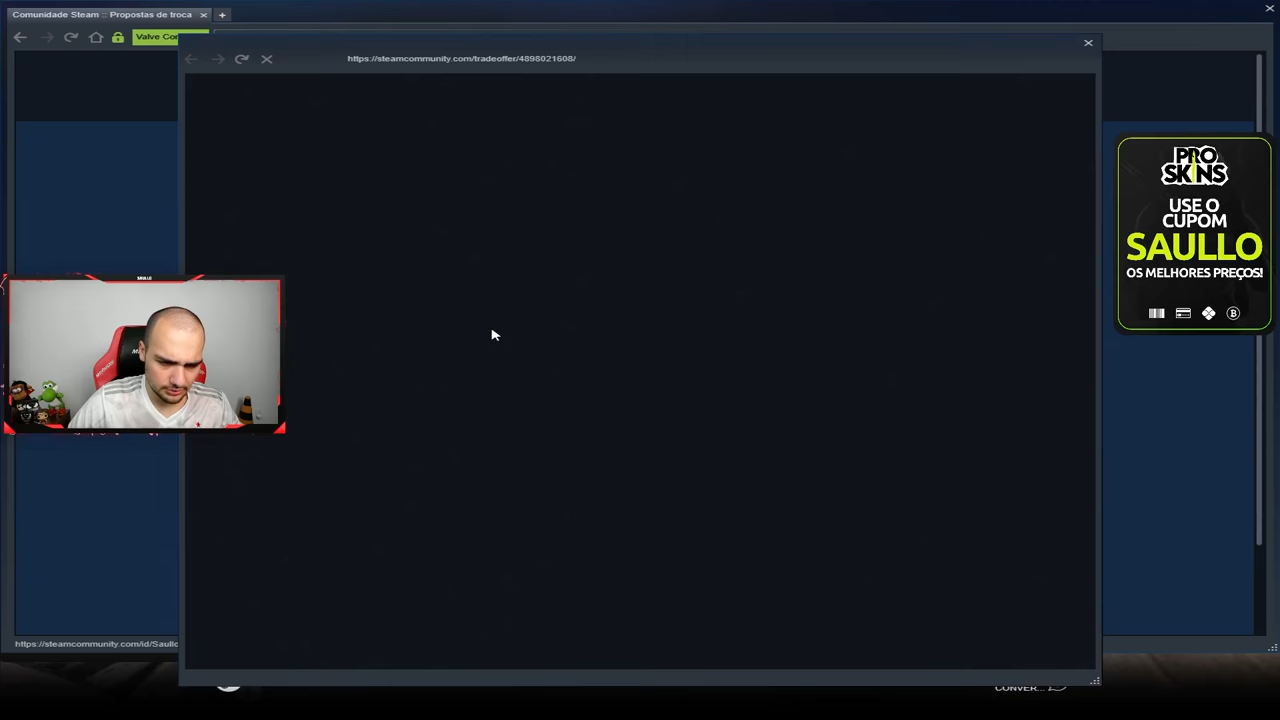 Comunidade Steam :: Propostas de troca
Valve Cor
https://steamcommunity.com/tradeoffer/4898021608/
PRO
SKINS
USE O
CUPOM
SAULLO
OS MELHORES PREÇOS!
SAULLO
https://steamcommunity.com/id/Saullo
CONVER...